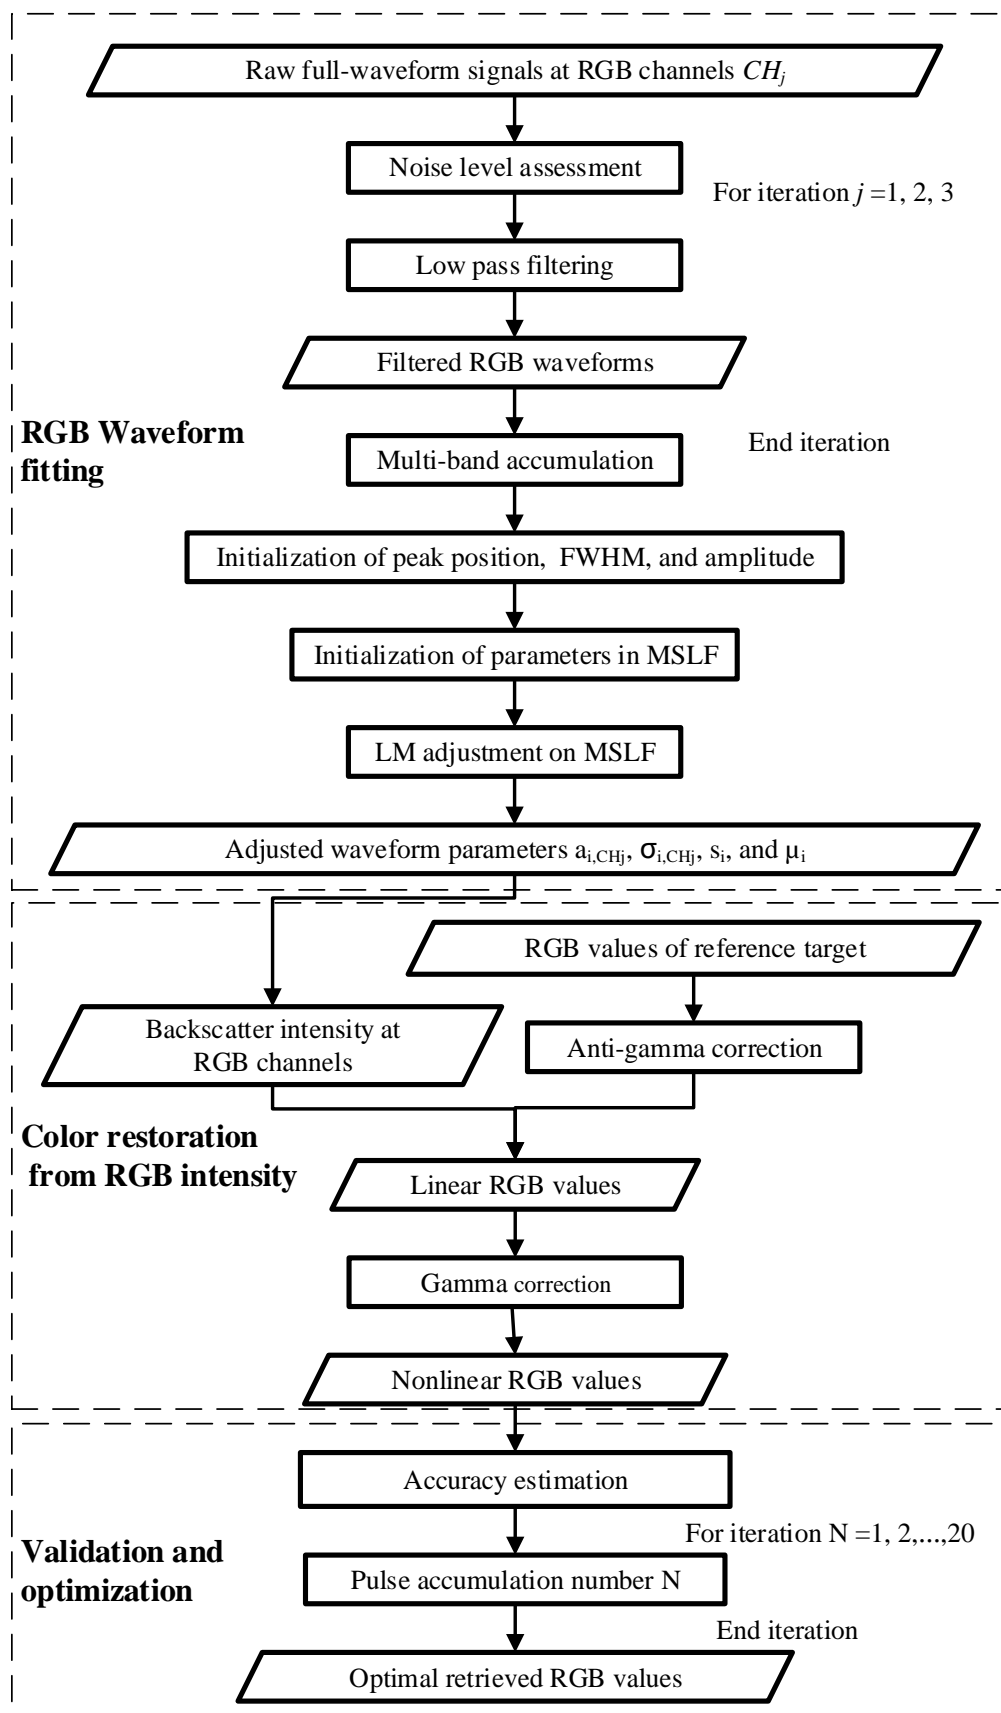 Raw full-waveform signals at RGB channels CHj
Noise level assessment
For iteration j =1, 2, 3
Low pass filtering
Filtered RGB waveforms
RGB Waveform
fitting
End iteration
Multi-band accumulation
Initialization of peak position, FWHM, and amplitude
Initialization of parameters in MSLF
LM adjustment on MSLF
Adjusted waveform parameters ai,CHj, σi,CHj, si, and μi
RGB values of reference target
Backscatter intensity at
RGB channels
Anti-gamma correction
Color restoration
from RGB intensity
Linear RGB values
Gamma correction
Nonlinear RGB values
Accuracy estimation
For iteration N =1, 2,...,20
Validation and
optimization
Pulse accumulation number N
End iteration
Optimal retrieved RGB values